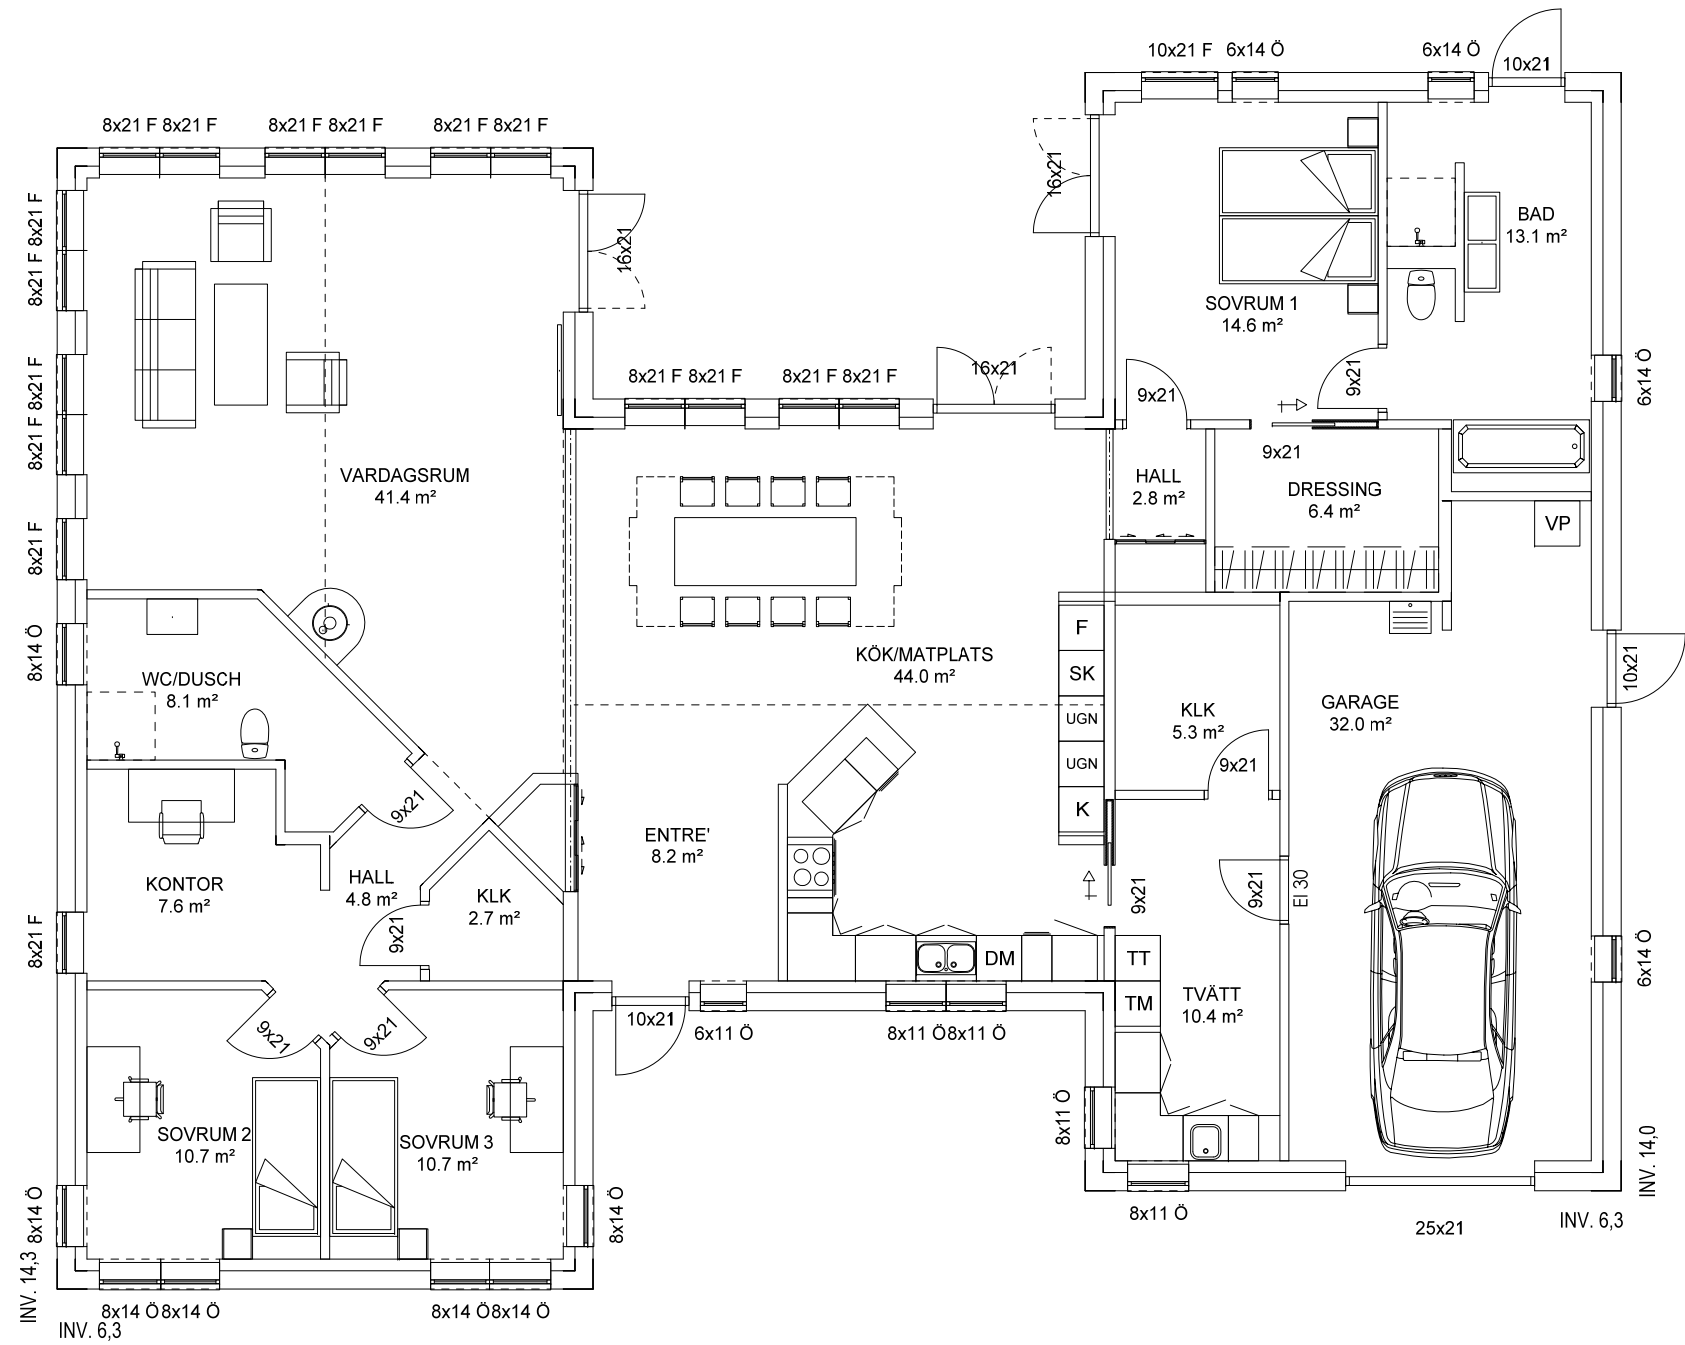 10x21 F 6x14 Ö 6x14 Ö 10x21
8x21 F 8x21 F 8x21 F 8x21 F 8x21 F 8x21 F
8x21 F
8x21 F
8x21 F
8x21 F
8x21 F
8x14 Ö
8x21 F
8x14 Ö
16x21
16x21
16x21
8x21 F 8x21 F 8x21 F 8x21 F
BAD
13.1 m²
SOVRUM 1
14.6 m²
6x14 Ö
9x21
9x21
9x21
VARDAGSRUM
41.4 m²
HALL
2.8 m²
DRESSING
6.4 m²
VP
F
SK
UGN
UGN
K
KÖK/MATPLATS
44.0 m²
WC/DUSCH
8.1 m²
KLK
5.3 m²
9x21
GARAGE
32.0 m²
10x21
9x21
ENTRE'
8.2 m²
KONTOR
7.6 m²
HALL
4.8 m²
KLK
2.7 m²
9x21
9x21
9x21
EI 30
DM
TT
TM
TVÄTT
10.4 m²
6x14 Ö
10x21
6x11 Ö
8x11 Ö 8x11 Ö
9x21
9x21
8x11 Ö
SOVRUM 2
10.7 m²
SOVRUM 3
10.7 m²
8x14 Ö
8x11 Ö
25x21
INV. 14,0
INV. 6,3
INV. 14,3
8x14 Ö 8x14 Ö 8x14 Ö 8x14 Ö
INV. 6,3